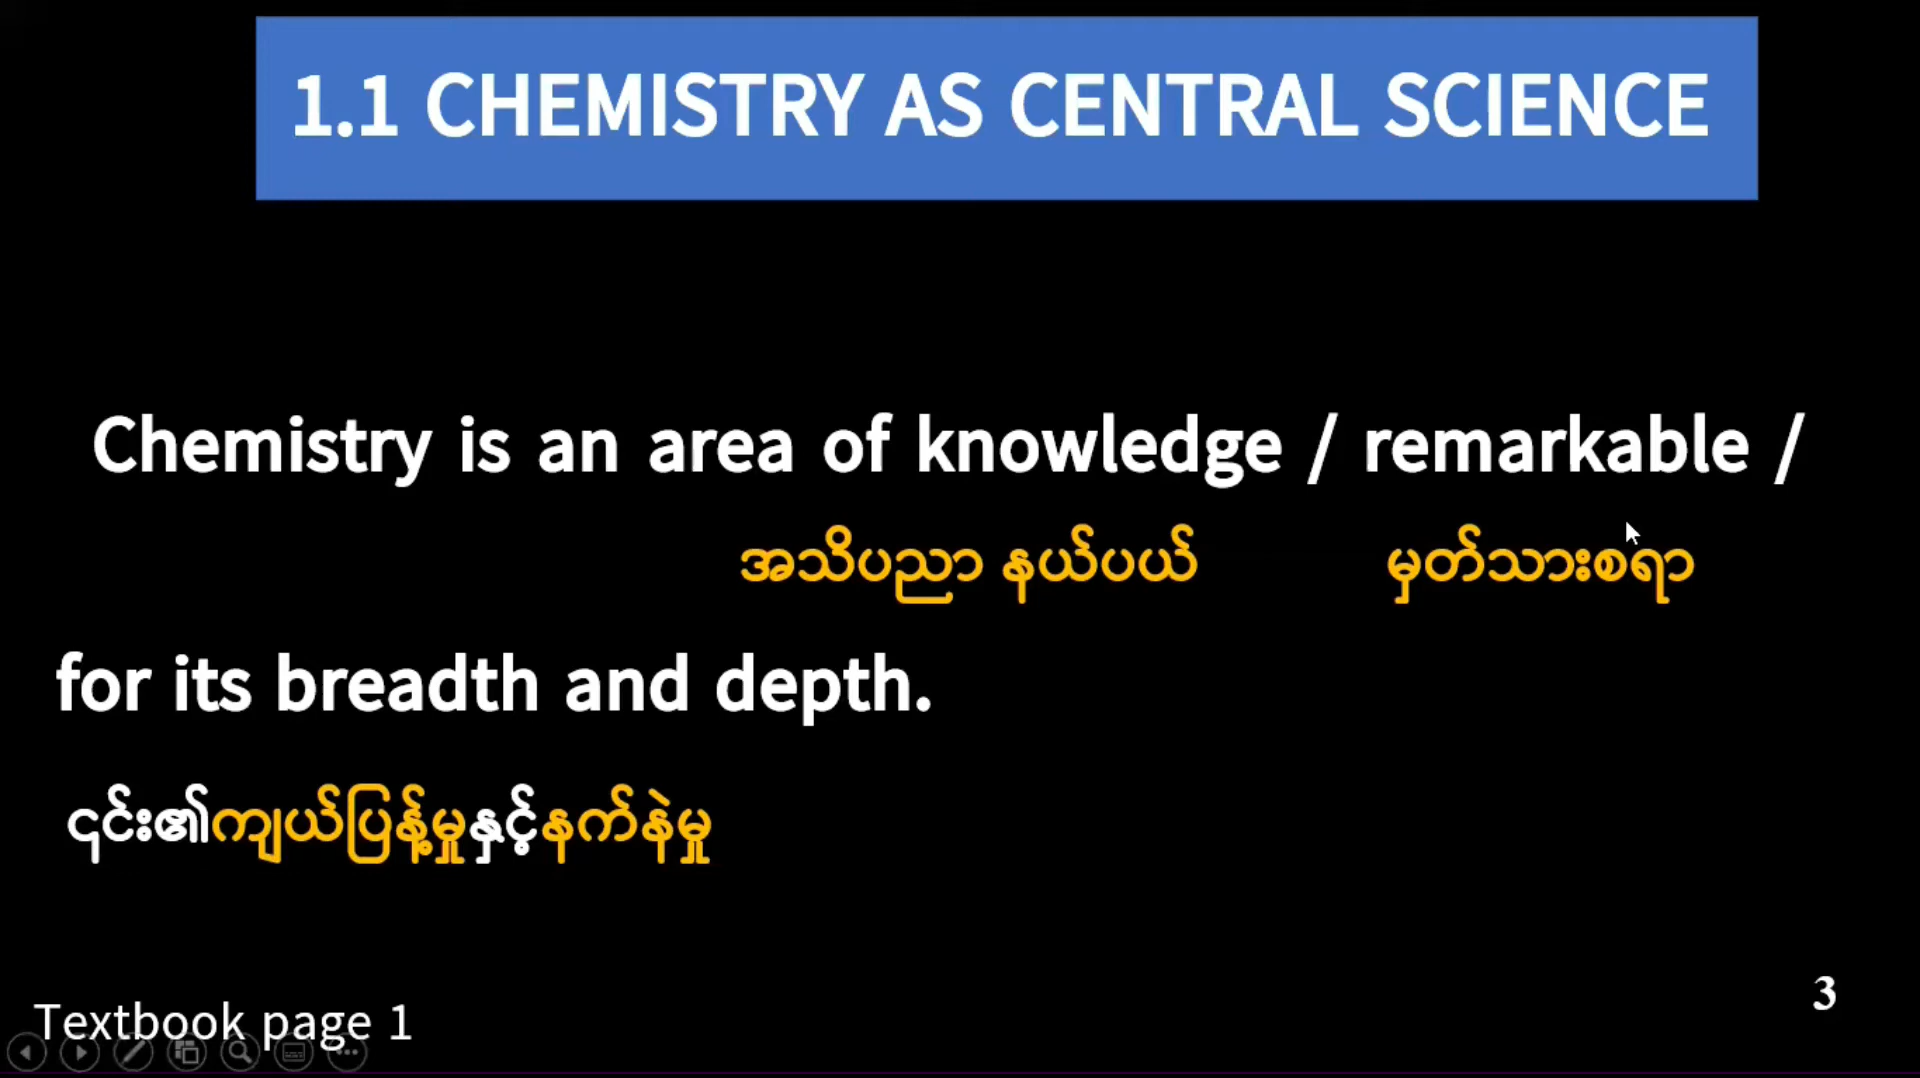 1.1 CHEMISTRY AS CENTRAL SCIENCE
Chemistry is an area of knowledge / remarkable /
အသိပညာ နယ်ပယ် မှတ်သားစရာ
for its breadth and depth.
၎င်း၏ကျယ်ပြန့်မှုနှင့်နက်နဲမှု
3
Textbook page 1